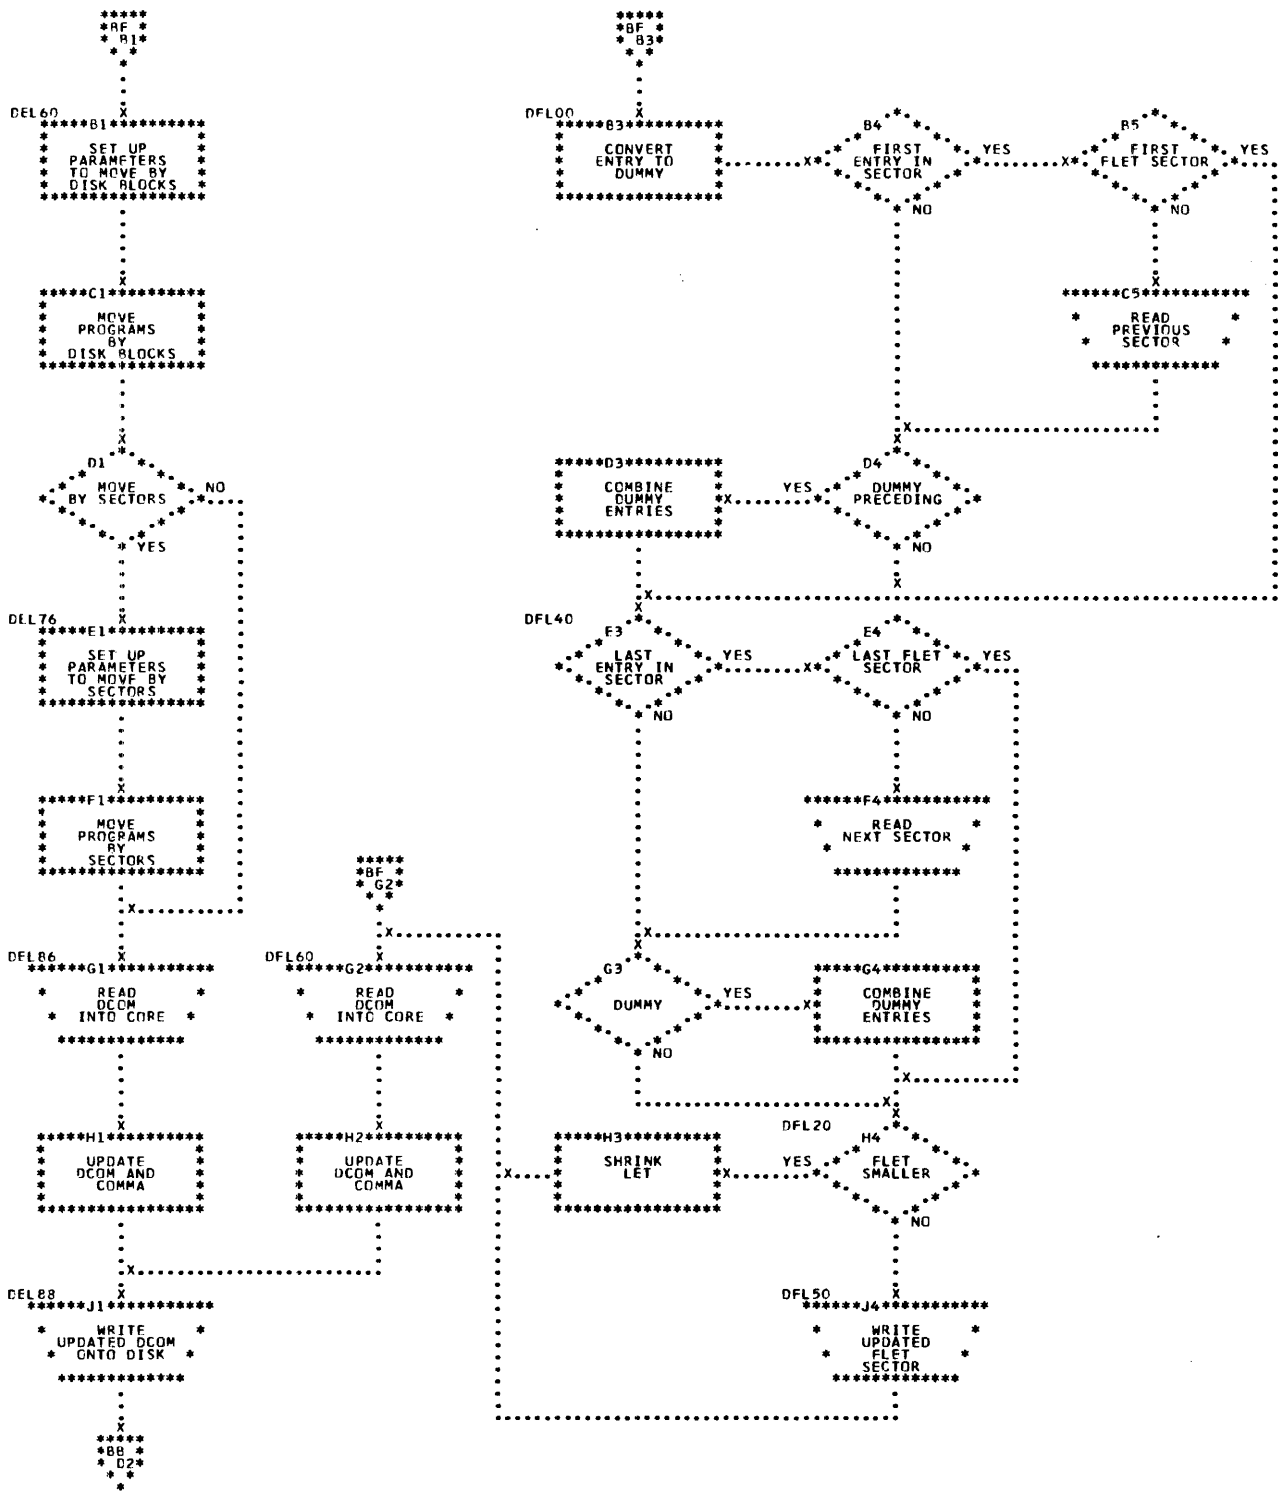 BF
B1
BF
B3
DEL60
B1
SET UP
PARAMETERS
TO MOVE BY
DISK BLOCKS
DFL00
B3
CONVERT
ENTRY TO
DUMMY
B4
FIRST
ENTRY IN
SECTOR
YES
NO
B5
FIRST
FLET SECTOR
YES
NO
C1
MOVE
PROGRAMS
BY
DISK BLOCKS
C5
READ
PREVIOUS
SECTOR
D1
MOVE
BY SECTORS
NO
YES
D3
COMBINE
DUMMY
ENTRIES
YES
D4
DUMMY
PRECEDING
NO
DEL76
E1
SET UP
PARAMETERS
TO MOVE BY
SECTORS
DFL40
E3
LAST
ENTRY IN
SECTOR
YES
NO
E4
LAST FLET
SECTOR
YES
NO
F1
MOVE
PROGRAMS
BY
SECTORS
F4
READ
NEXT SECTOR
BF
G2
DEL86
G1
READ
DCOM
INTO CORE
DFL60
G2
READ
DCOM
INTO CORE
G3
DUMMY
YES
NO
G4
COMBINE
DUMMY
ENTRIES
H1
UPDATE
DCOM AND
COMMA
H2
UPDATE
DCOM AND
COMMA
H3
SHRINK
LET
DFL20
YES
H4
FLET
SMALLER
NO
DEL88
J1
WRITE
UPDATED DCOM
ONTO DISK
DFL50
J4
WRITE
UPDATED
FLET
SECTOR
BB
D2